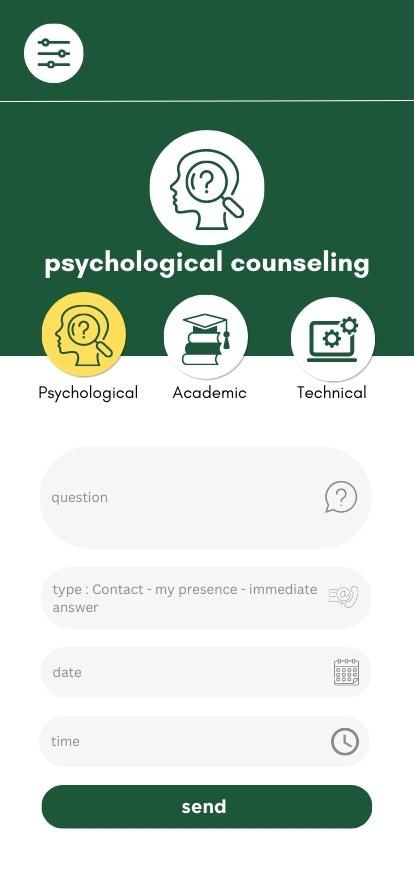 psychological counseling
Psychological
Academic
Technical
question
type : Contact - my presence - immediate
answer
date
time
send